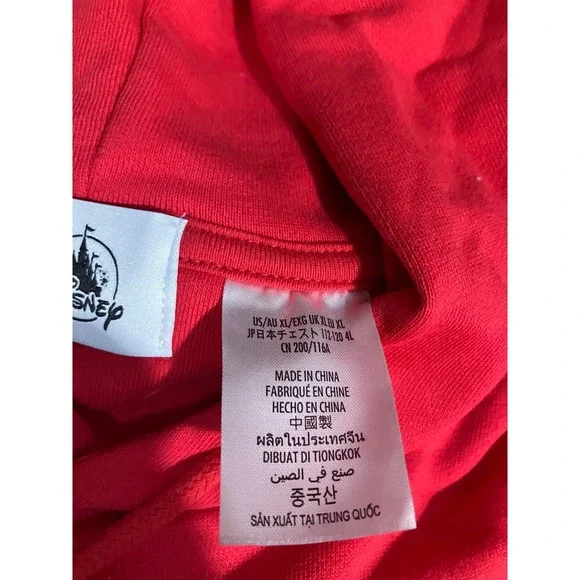 DISNEY
US/AU XL/EXG UK XL EU XL
JP日本チェスト 112-120 4L
CN 200/116A
MADE IN CHINA
FABRIQUÉ EN CHINE
HECHO EN CHINA
中國製
ผลิตในประเทศจีน
DIBUAT DI TIONGKOK
صنع في الصين
중국산
SẢN XUẤT TẠI TRUNG QUỐC